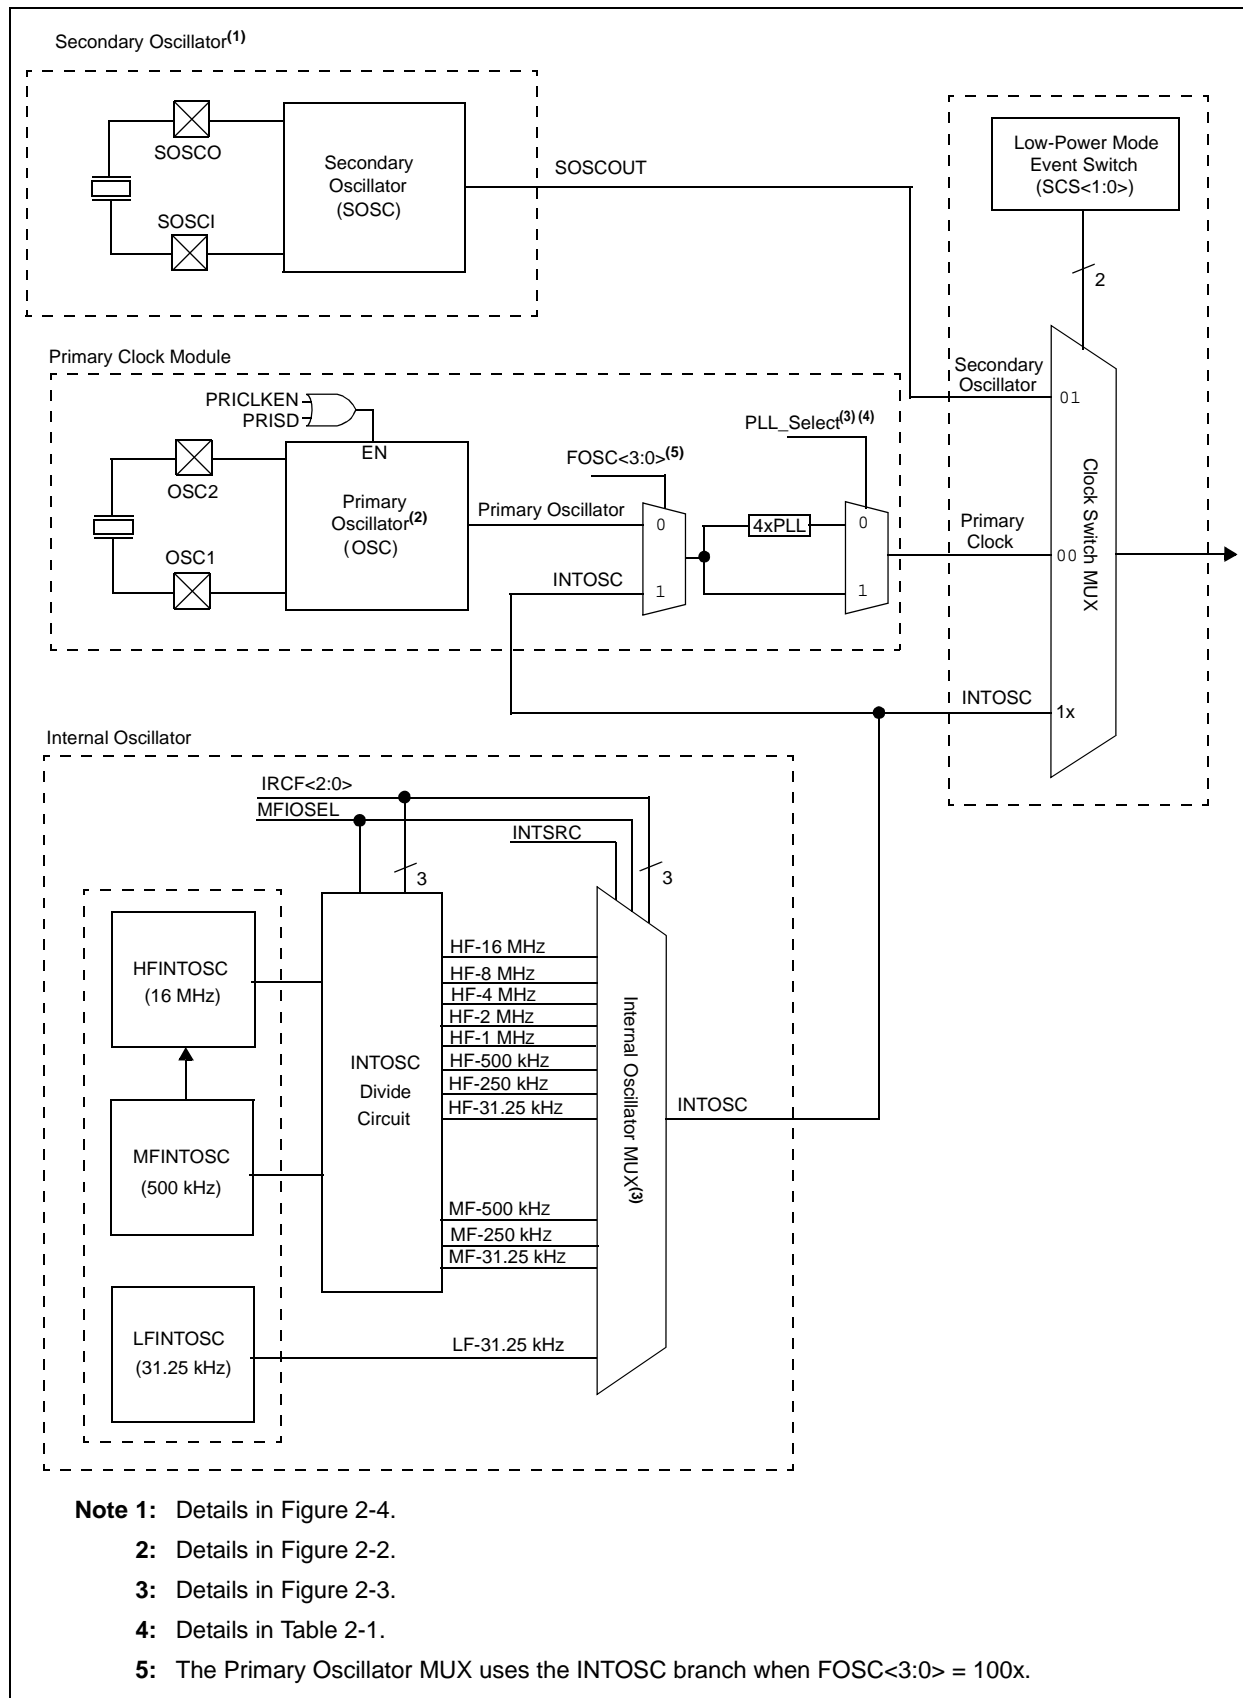 Secondary Oscillator(1)
SOSCO
SOSCI
Secondary
Oscillator
(SOSC)
SOSCOUT
Low-Power Mode
Event Switch
(SCS<1:0>)
2
Primary Clock Module
PRICLKEN
PRISD
EN
OSC2
OSC1
Primary
Oscillator(2)
(OSC)
Primary Oscillator
INTOSC
FOSC<3:0>(5)
0
1
4xPLL
PLL_Select(3) (4)
0
1
Secondary
Oscillator
01
Primary
Clock
00
INTOSC
1x
Clock Switch MUX
Internal Oscillator
IRCF<2:0>
MFIOSEL
INTSRC
3
3
HFINTOSC
(16 MHz)
MFINTOSC
(500 kHz)
LFINTOSC
(31.25 kHz)
INTOSC
Divide
Circuit
HF-16 MHz
HF-8 MHz
HF-4 MHz
HF-2 MHz
HF-1 MHz
HF-500 kHz
HF-250 kHz
HF-31.25 kHz
MF-500 kHz
MF-250 kHz
MF-31.25 kHz
LF-31.25 kHz
Internal Oscillator MUX(3)
INTOSC
Note 1: Details in Figure 2-4.
2: Details in Figure 2-2.
3: Details in Figure 2-3.
4: Details in Table 2-1.
5: The Primary Oscillator MUX uses the INTOSC branch when FOSC<3:0> = 100x.